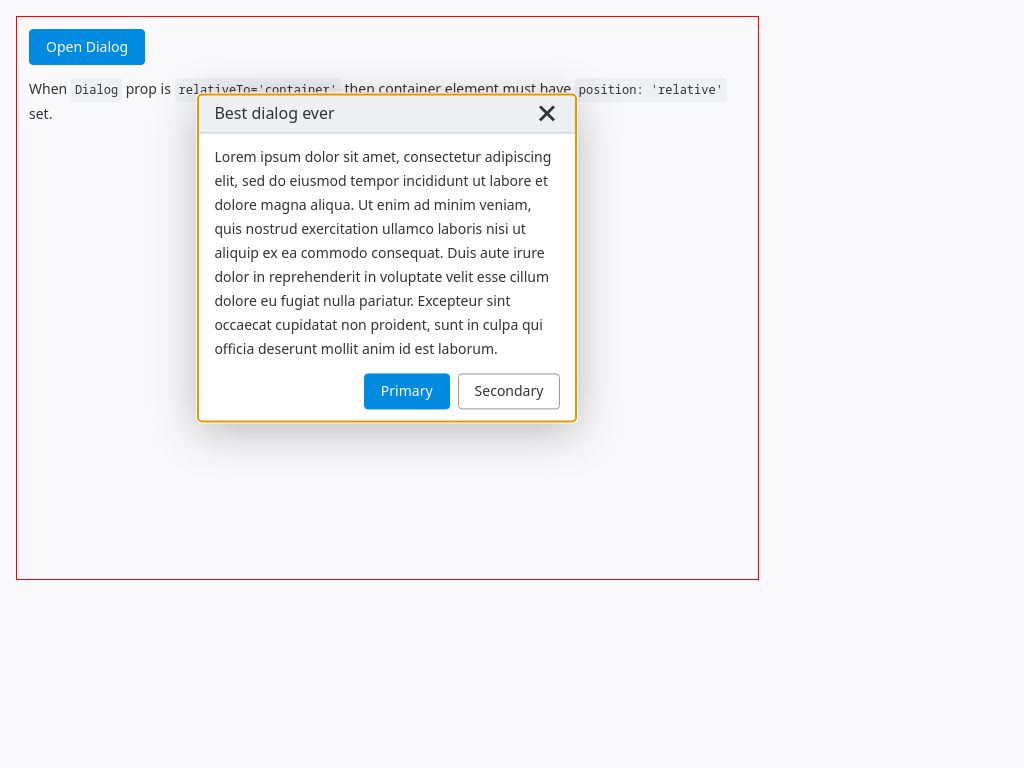 Open Dialog
When Dialog prop is relativeTo='container' then container element must have position: 'relative'
set.
Best dialog ever
Lorem ipsum dolor sit amet, consectetur adipiscing
elit, sed do eiusmod tempor incididunt ut labore et
dolore magna aliqua. Ut enim ad minim veniam,
quis nostrud exercitation ullamco laboris nisi ut
aliquip ex ea commodo consequat. Duis aute irure
dolor in reprehenderit in voluptate velit esse cillum
dolore eu fugiat nulla pariatur. Excepteur sint
occaecat cupidatat non proident, sunt in culpa qui
officia deserunt mollit anim id est laborum.
Primary Secondary